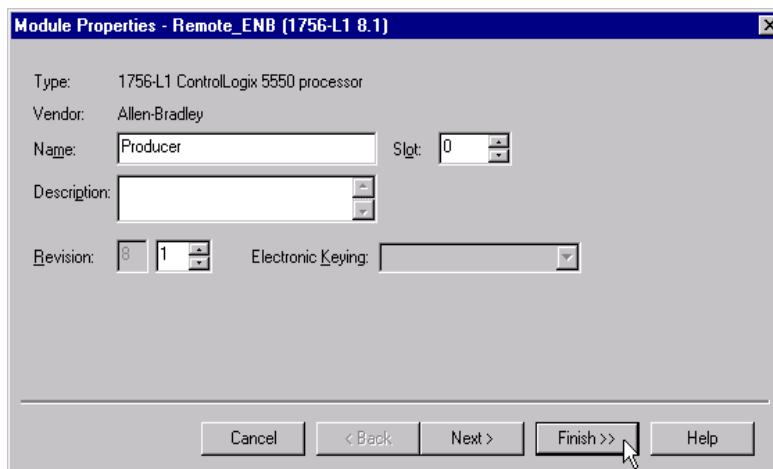 Module Properties - Remote_ENB (1756-L1 8.1)
Type: 1756-L1 ControlLogix 5550 processor
Vendor: Allen-Bradley
Name: Producer Slot: 0
Description:
Revision: 8 1 Electronic Keying:
Cancel < Back Next > Finish >> Help